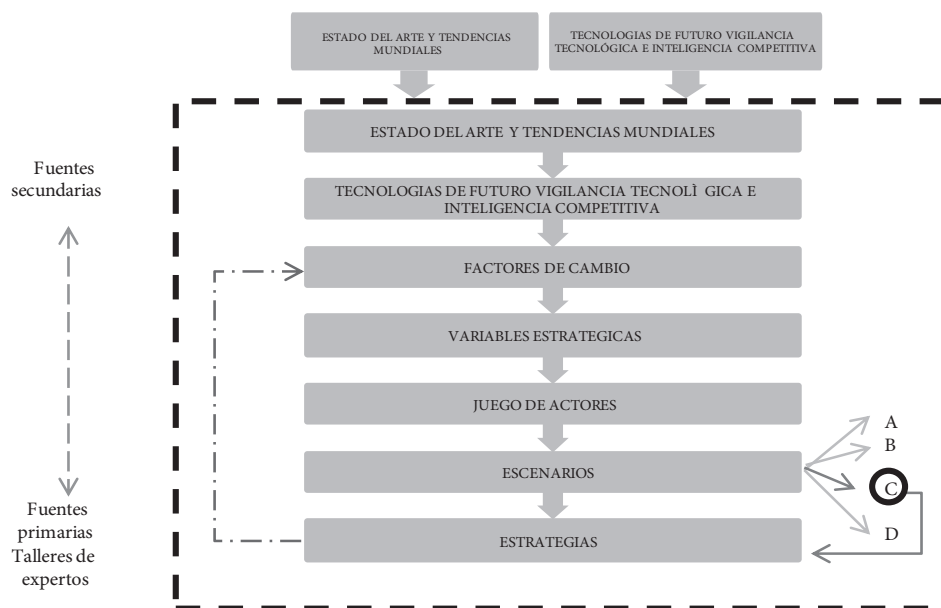 ESTADO DEL ARTE Y TENDENCIAS
MUNDIALES
TECNOLOGIAS DE FUTURO VIGILANCIA
TECNOLÓGICA E INTELIGENCIA COMPETITIVA
ESTADO DEL ARTE Y TENDENCIAS MUNDIALES
TECNOLOGIAS DE FUTURO VIGILANCIA TECNOLÌ GICA E
INTELIGENCIA COMPETITIVA
FACTORES DE CAMBIO
VARIABLES ESTRATEGICAS
JUEGO DE ACTORES
ESCENARIOS
ESTRATEGIAS
Fuentes
secundarias
Fuentes
primarias
Talleres de
expertos
A
B
C
D